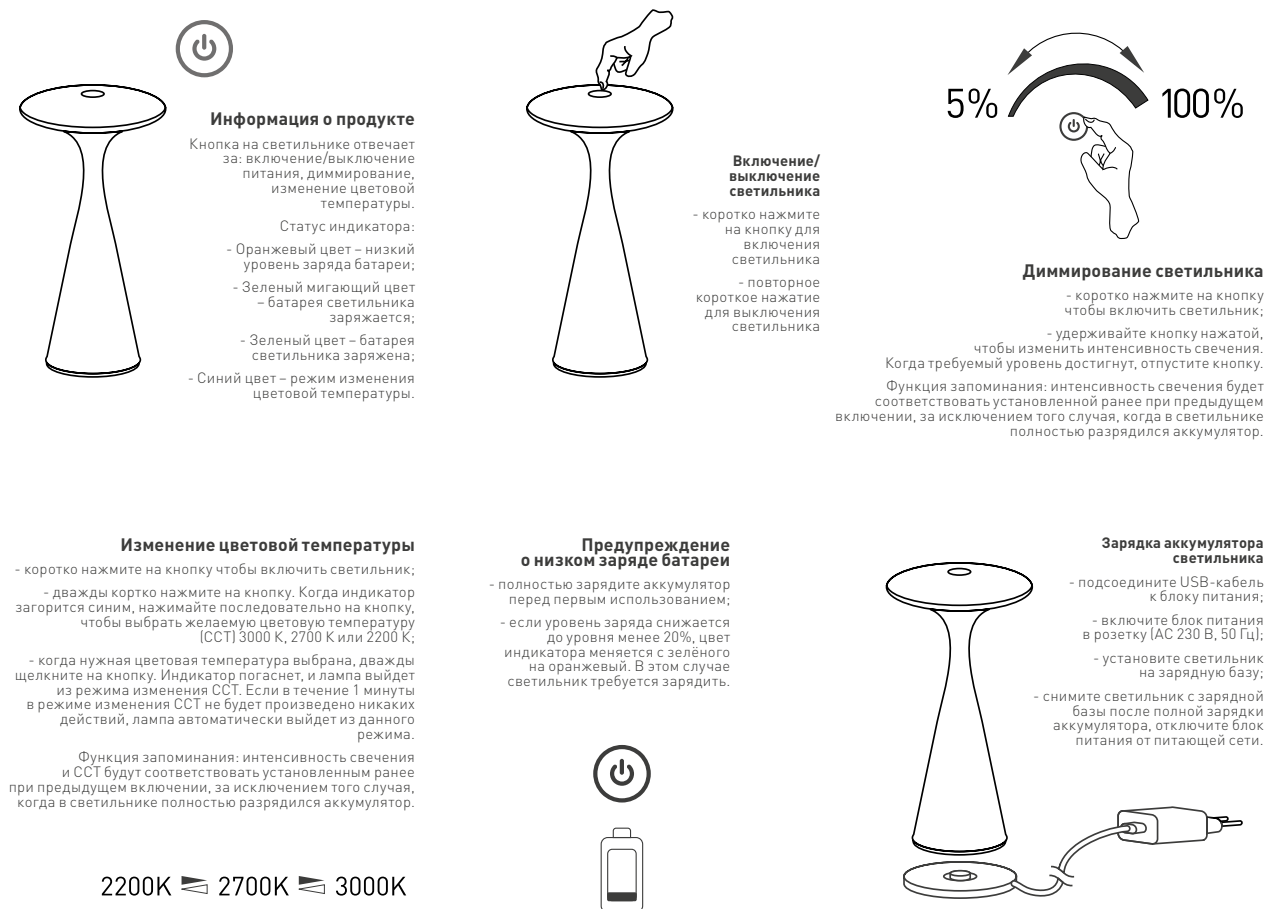 Информация о продукте
Кнопка на светильнике отвечает
за: включение/выключение
питания, диммирование,
изменение цветовой
температуры.
Статус индикатора:
- Оранжевый цвет – низкий
уровень заряда батареи;
- Зеленый мигающий цвет
– батарея светильника
заряжается;
- Зеленый цвет – батарея
светильника заряжена;
- Синий цвет – режим изменения
цветовой температуры.
Включение/
выключение
светильника
- коротко нажмите
на кнопку для
включения
светильника
- повторное
короткое нажатие
для выключения
светильника
5% 100%
Диммирование светильника
- коротко нажмите на кнопку
чтобы включить светильник;
- удерживайте кнопку нажатой,
чтобы изменить интенсивность свечения.
Когда требуемый уровень достигнут, отпустите кнопку.
Функция запоминания: интенсивность свечения будет
соответствовать установленной ранее при предыдущем
включении, за исключением того случая, когда в светильнике
полностью разрядился аккумулятор.
Изменение цветовой температуры
- коротко нажмите на кнопку чтобы включить светильник;
- дважды кортко нажмите на кнопку. Когда индикатор
загорится синим, нажимайте последовательно на кнопку,
чтобы выбрать желаемую цветовую температуру
(ССТ) 3000 К, 2700 К или 2200 К;
- когда нужная цветовая температура выбрана, дважды
щелкните на кнопку. Индикатор погаснет, и лампа выйдет
из режима изменения ССТ. Если в течение 1 минуты
в режиме изменения ССТ не будет произведено никаких
действий, лампа автоматически выйдет из данного
режима.
Функция запоминания: интенсивность свечения
и ССТ будут соответствовать установленным ранее
при предыдущем включении, за исключением того случая,
когда в светильнике полностью разрядился аккумулятор.
2200K 2700K 3000K
Предупреждение
о низком заряде батареи
- полностью зарядите аккумулятор
перед первым использованием;
- если уровень заряда снижается
до уровня менее 20%, цвет
индикатора меняется с зелёного
на оранжевый. В этом случае
светильник требуется зарядить.
Зарядка аккумулятора
светильника
- подсоедините USB-кабель
к блоку питания;
- включите блок питания
в розетку (AC 230 В, 50 Гц);
- установите светильник
на зарядную базу;
- снимите светильник с зарядной
базы после полной зарядки
аккумулятора, отключите блок
питания от питающей сети.